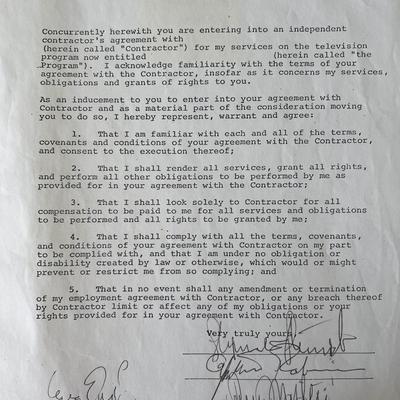 Concurrently herewith you are entering into an independent
contractor's agreement with
(herein called "Contractor") for my services on the television
program now entitled (herein called "the
Program"). I acknowledge familiarity with the terms of your
agreement with the Contractor, insofar as it concerns my services,
obligations and grants of rights to you.
As an inducement to you to enter into your agreement with
Contractor and as a material part of the consideration moving
you to do so, I hereby represent, warrant and agree:
1. That I am familiar with each and all of the terms,
covenants and conditions of your agreement with the Contractor,
and consent to the execution thereof;
2. That I shall render all services, grant all rights,
and perform all other obligations to be performed by me as
provided for in your agreement with the Contractor;
3. That I shall look solely to Contractor for all
compensation to be paid to me for all services and obligations
to be performed and all rights to be granted by me;
4. That I shall comply with all the terms, covenants,
and conditions of your agreement with Contractor on my part
to be complied with, and that I am under no obligation or
disability created by law or otherwise, which would or might
prevent or restrict me from so complying; and
5. That in no event shall any amendment or termination
of my employment agreement with Contractor, or any breach thereof
by Contractor limit or affect any of my obligations or your
rights provided for in your agreement with Contractor.
Very truly yours,